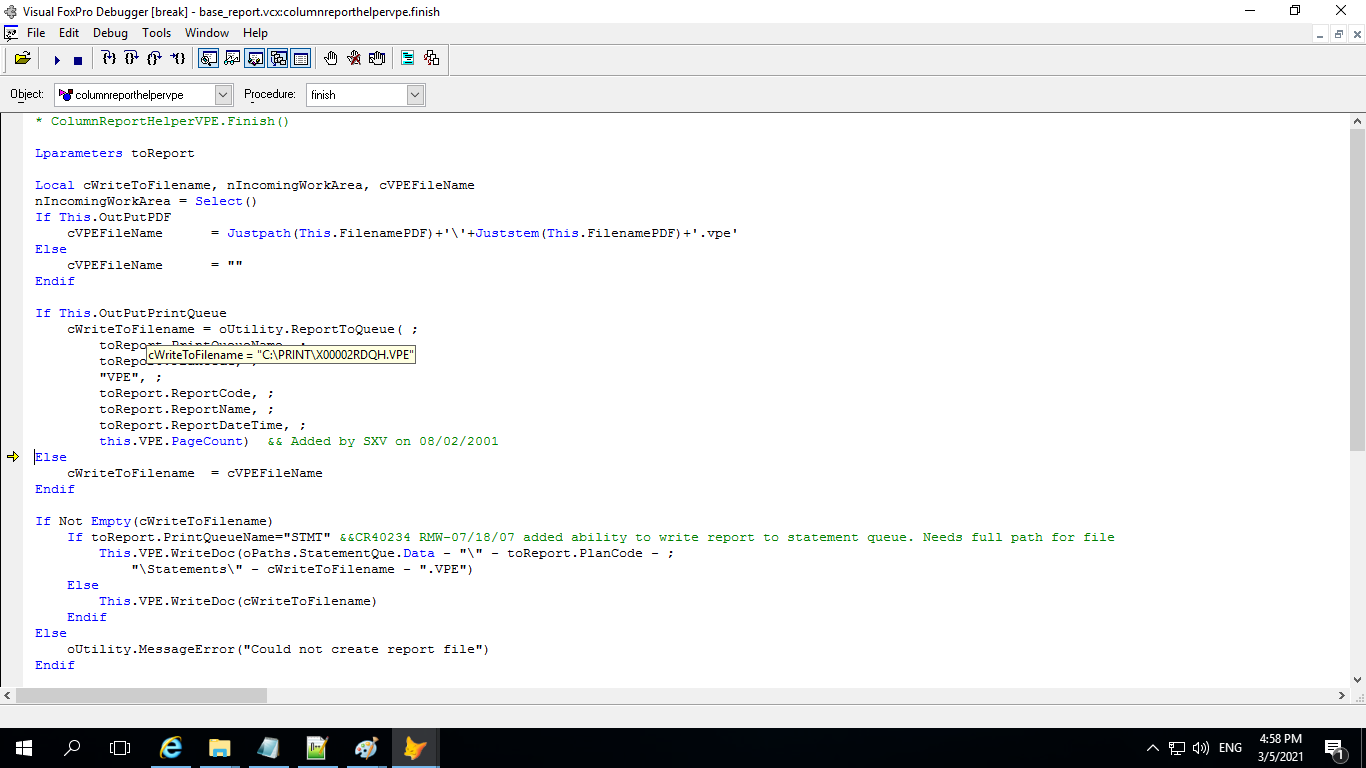 Visual FoxPro Debugger [break] - base_report.vcx:columnreporthelpervpe.finish
File Edit Debug Tools Window Help
Object: columnreporthelpervpe Procedure: finish
* ColumnReportHelperVPE.Finish()
Lparameters toReport
Local cWriteToFilename, nIncomingWorkArea, cVPEFileName
nIncomingWorkArea = Select()
If This.OutPutPDF
cVPEFileName = Justpath(This.FilenamePDF)+'\'+Juststem(This.FilenamePDF)+'.vpe'
Else
cVPEFileName = ""
Endif
If This.OutPutPrintQueue
cWriteToFilename = oUtility.ReportToQueue( ;
toReport.PrintQueueName, ;
cWriteToFilename = "C:\PRINT\X00002RDQH.VPE"
toRepo
"VPE", ;
toReport.ReportCode, ;
toReport.ReportName, ;
toReport.ReportDateTime, ;
this.VPE.PageCount) && Added by SXV on 08/02/2001
Else
cWriteToFilename = cVPEFileName
Endif
If Not Empty(cWriteToFilename)
If toReport.PrintQueueName="STMT" &&CR40234 RMW-07/18/07 added ability to write report to statement queue. Needs full path for file
This.VPE.WriteDoc(oPaths.StatementQue.Data - "\" - toReport.PlanCode - ;
"\Statements\" - cWriteToFilename - ".VPE")
Else
This.VPE.WriteDoc(cWriteToFilename)
Endif
Else
oUtility.MessageError("Could not create report file")
Endif
ENG
4:58 PM
3/5/2021
1